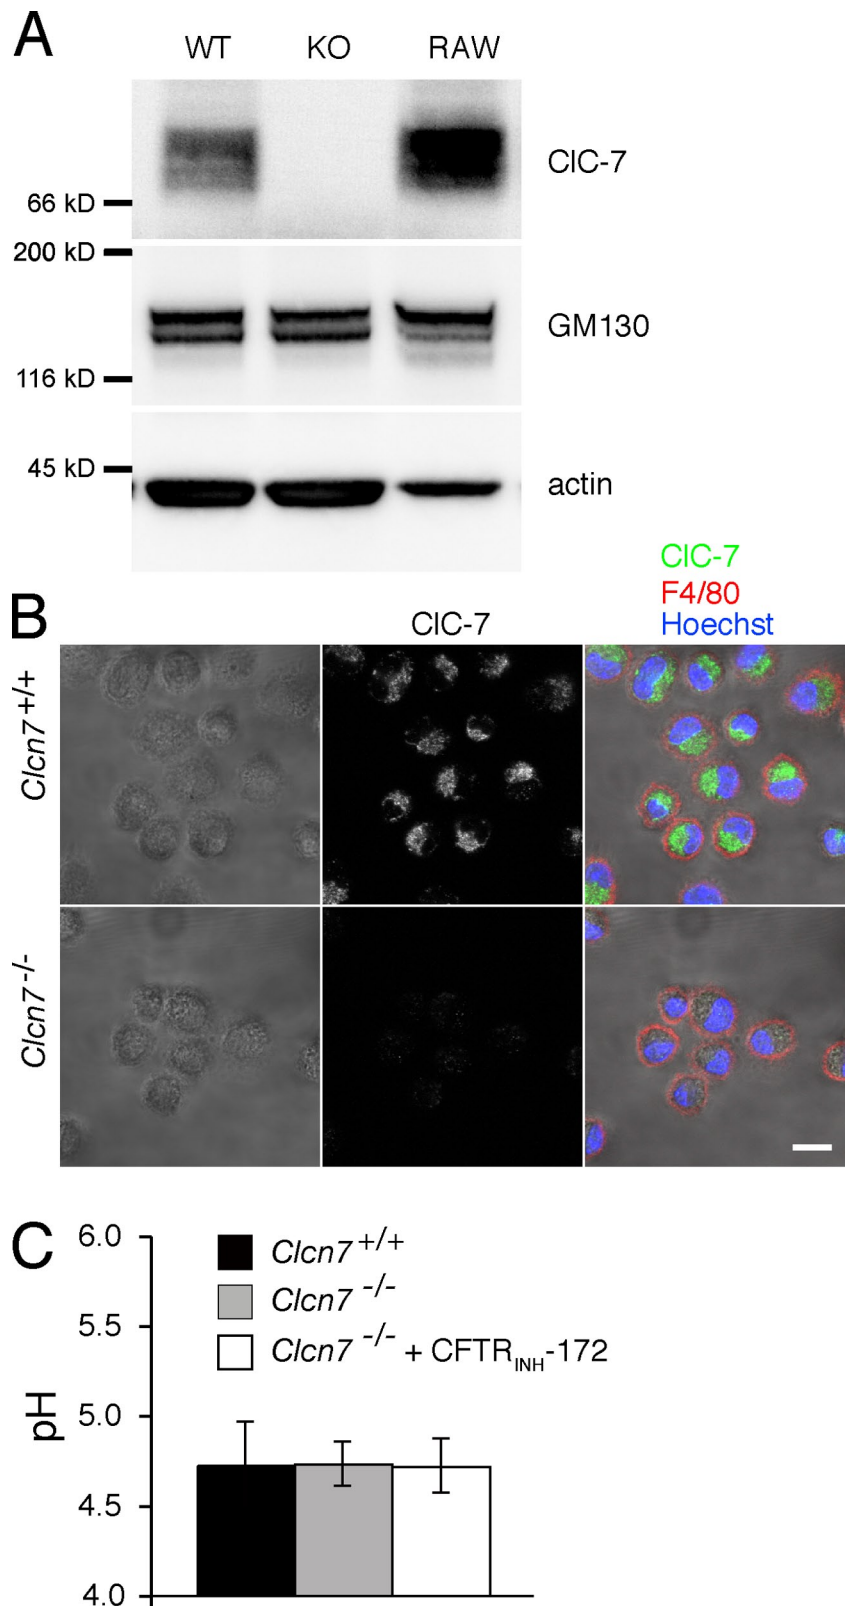 A
WT KO RAW
ClC-7
66 kD
200 kD
GM130
116 kD
45 kD
actin
ClC-7
F4/80
Hoechst
B
ClC-7
Clcn7+/+
Clcn7-/-
C
6.0
5.5
5.0
4.5
4.0
pH
Clcn7+/+
Clcn7-/-
Clcn7-/- + CFTRINH-172